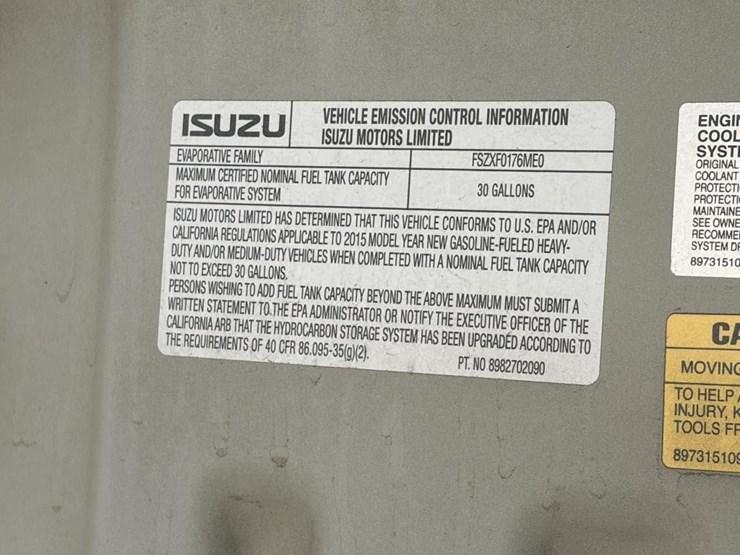 ISUZU
VEHICLE EMISSION CONTROL INFORMATION
ISUZU MOTORS LIMITED
EVAPORATIVE FAMILY
FSZXF0176ME0
MAXIMUM CERTIFIED NOMINAL FUEL TANK CAPACITY
FOR EVAPORATIVE SYSTEM
30 GALLONS
ISUZU MOTORS LIMITED HAS DETERMINED THAT THIS VEHICLE CONFORMS TO U.S. EPA AND/OR
CALIFORNIA REGULATIONS APPLICABLE TO 2015 MODEL YEAR NEW GASOLINE-FUELED HEAVY-
DUTY AND/OR MEDIUM-DUTY VEHICLES WHEN COMPLETED WITH A NOMINAL FUEL TANK CAPACITY
NOT TO EXCEED 30 GALLONS.
PERSONS WISHING TO ADD FUEL TANK CAPACITY BEYOND THE ABOVE MAXIMUM MUST SUBMIT A
WRITTEN STATEMENT TO THE EPA ADMINISTRATOR OR NOTIFY THE EXECUTIVE OFFICER OF THE
CALIFORNIA ARB THAT THE HYDROCARBON STORAGE SYSTEM HAS BEEN UPGRADED ACCORDING TO
THE REQUIREMENTS OF 40 CFR 86.095-35(g)(2).
PT. NO 8982702090
ENGIN
COOL
SYSTE
ORIGINAL
COOLANT
PROTECTI
PROTECTI
MAINTAINE
SEE OWNE
RECOMME
SYSTEM DR
89731510
CA
MOVING
TO HELP
INJURY, K
TOOLS FR
897315109